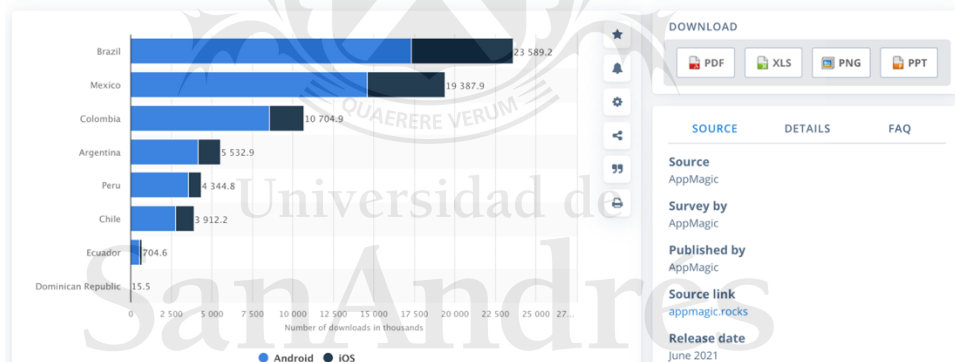 Brazil
23 589.2
Mexico
19 387.9
Colombia
10 704.9
Argentina
5 532.9
Peru
4 344.8
Chile
3 912.2
Ecuador
704.6
Dominican Republic
15.5
0 2 500 5 000 7 500 10 000 12 500 15 000 17 500 20 000 22 500 25 000 27...
Number of downloads in thousands
Android iOS
DOWNLOAD
PDF XLS PNG PPT
SOURCE DETAILS FAQ
Source
AppMagic
Survey by
AppMagic
Published by
AppMagic
Source link
appmagic.rocks
Release date
June 2021
QUAERERE VERUM
Universidad de
SanAndrés